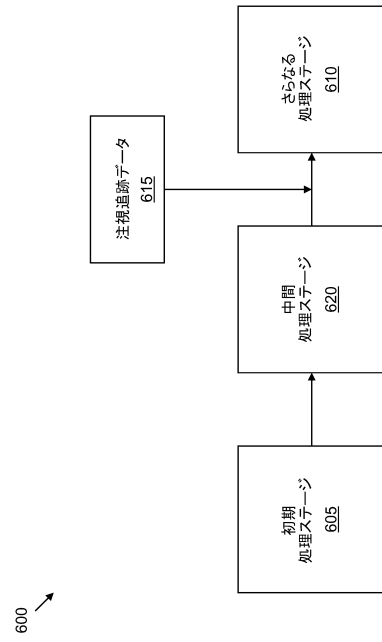 600
初期
処理ステージ
605
中間
処理ステージ
620
注視追跡データ
615
さらなる
処理ステージ
610